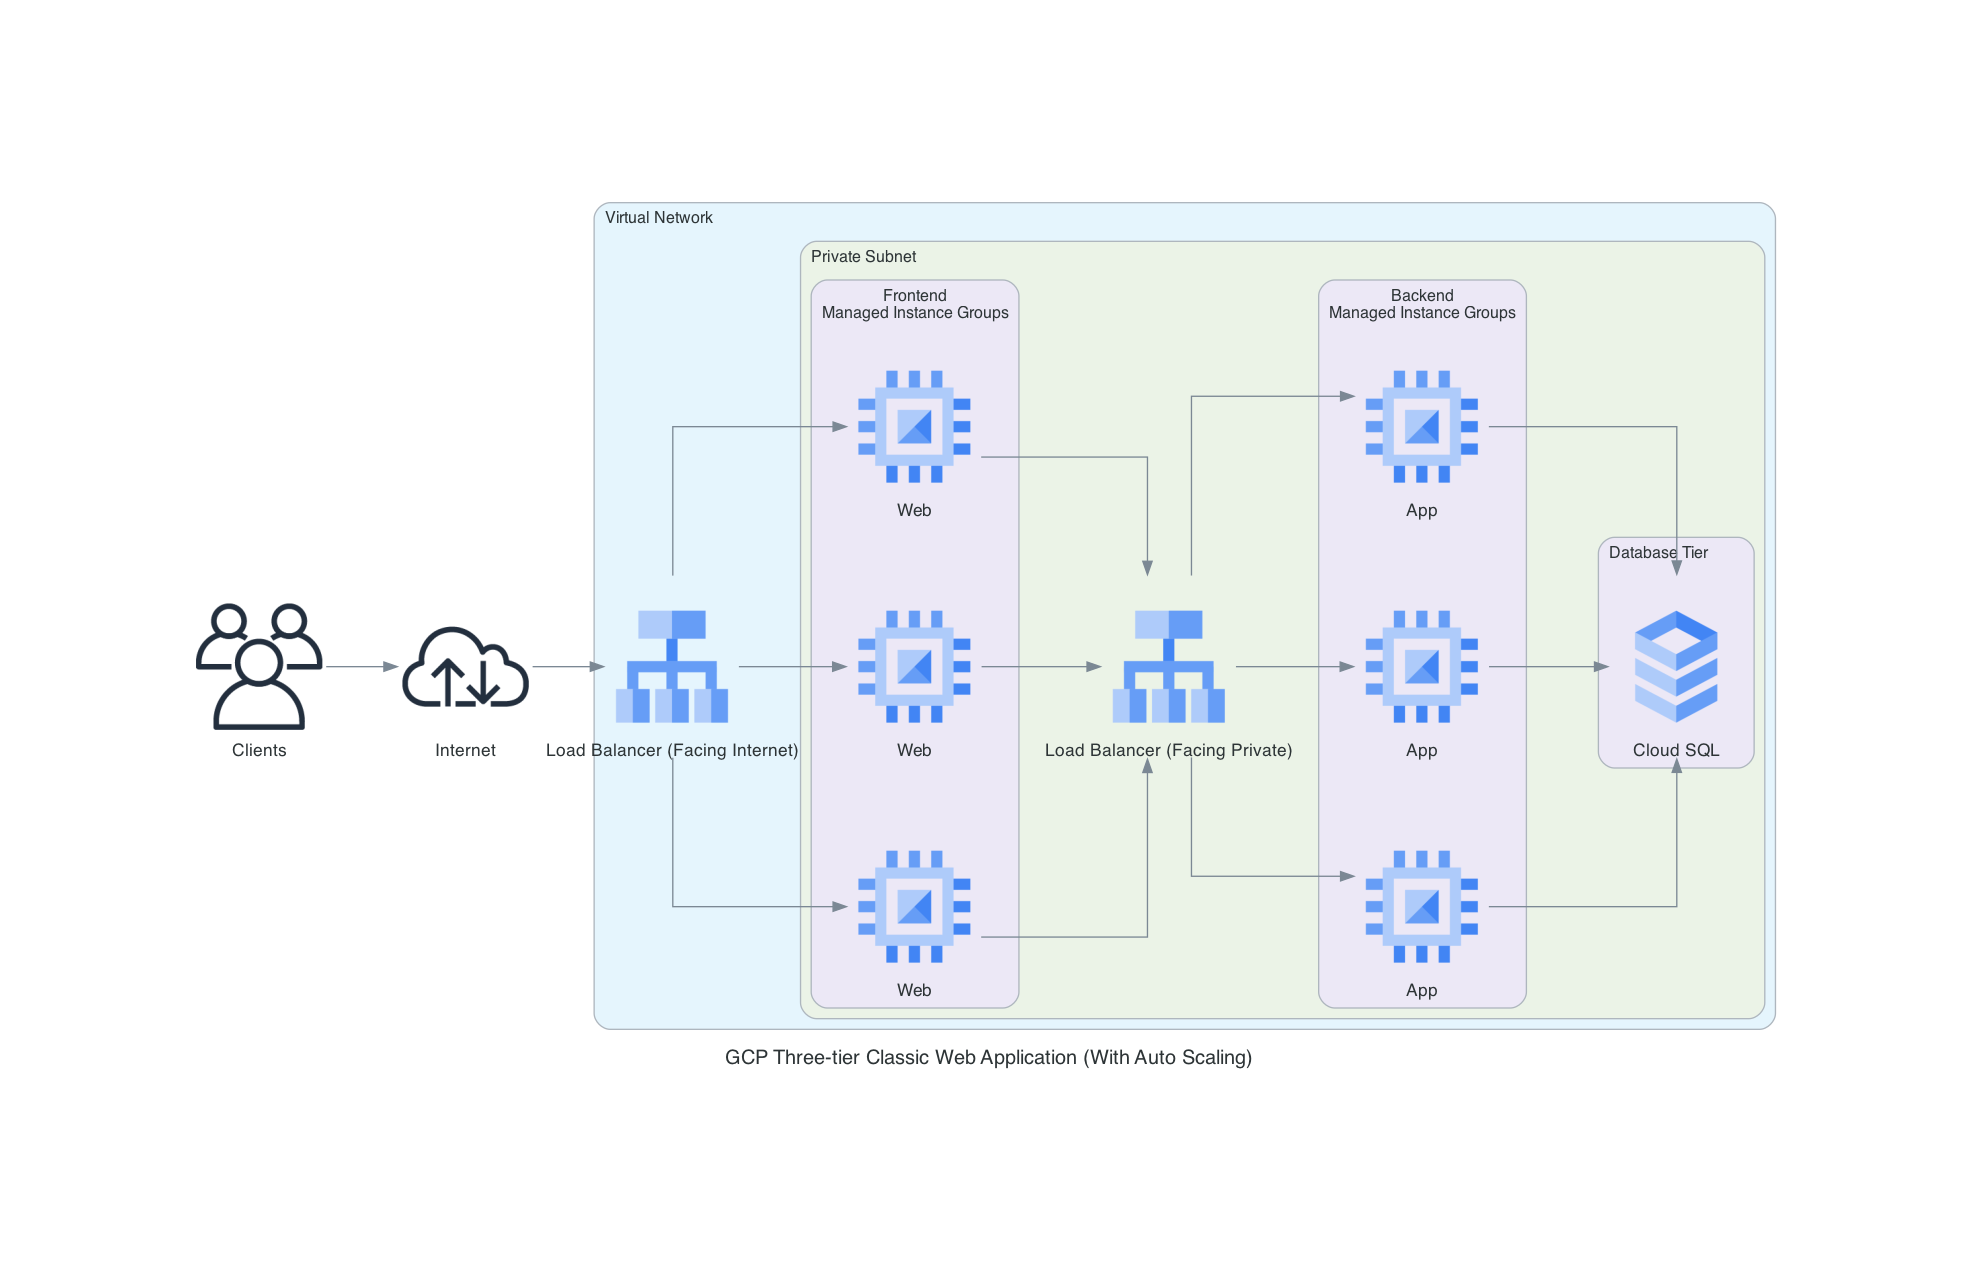 Virtual Network
Private Subnet
Frontend
Managed Instance Groups
Backend
Managed Instance Groups
Web
App
Database Tier
Clients
Internet
Load Balancer (Facing Internet)
Web
Load Balancer (Facing Private)
App
Cloud SQL
Web
App
GCP Three-tier Classic Web Application (With Auto Scaling)